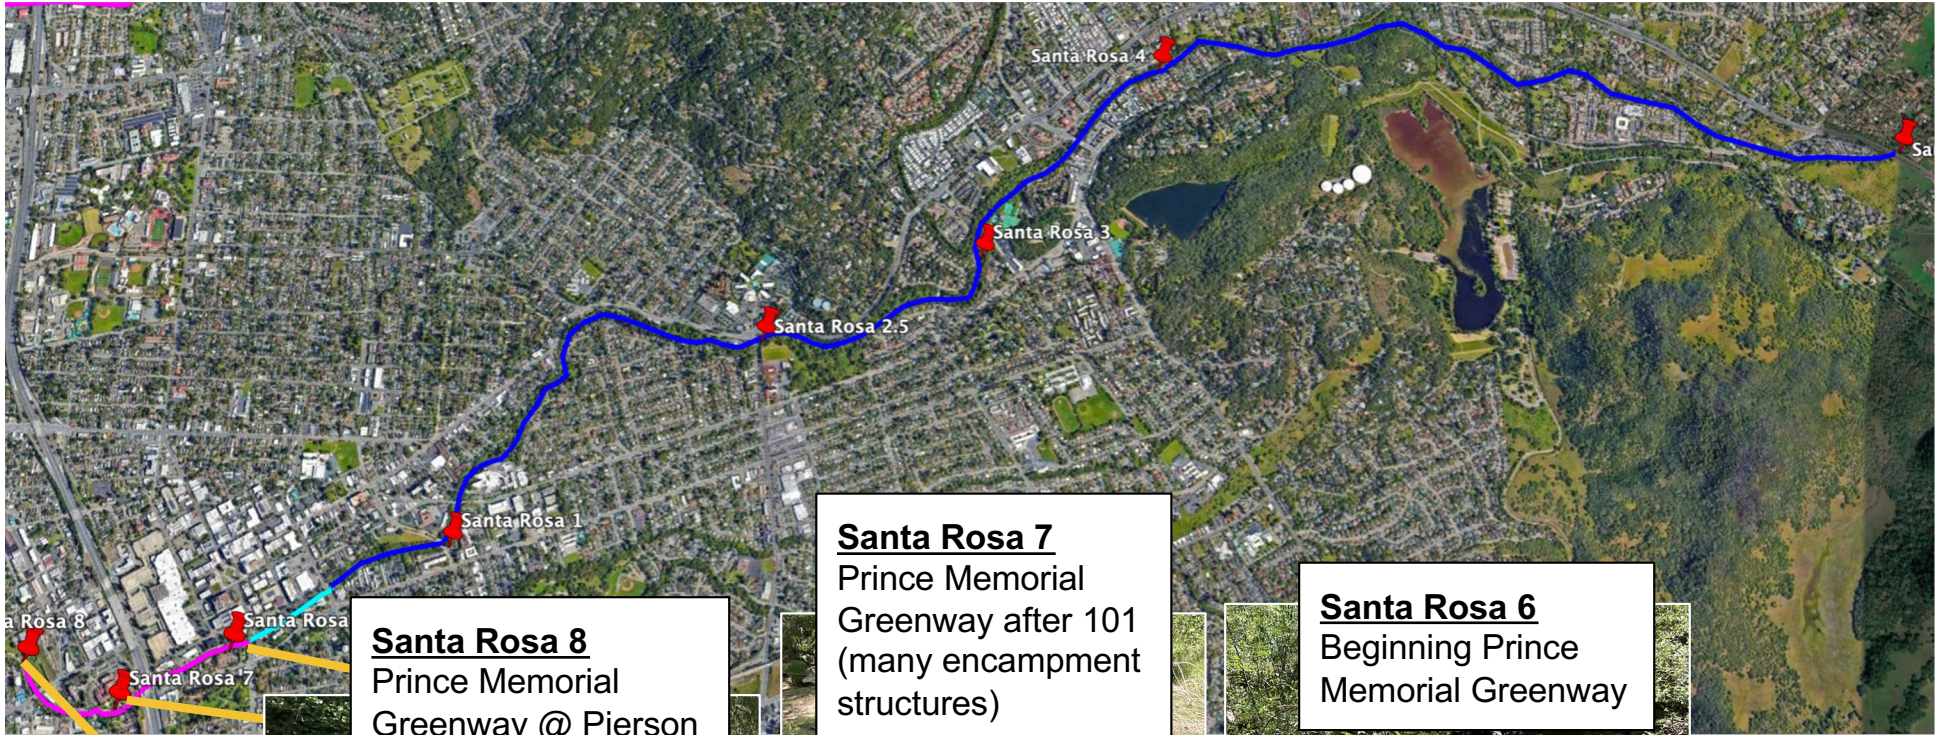 Santa Rosa 4
Santa Rosa 3
Santa Rosa 2.5
Santa Rosa 1
Santa Rosa
Rosa 8
Santa Rosa 7
Santa Rosa 8
Prince Memorial
Greenway @ Pierson
Santa Rosa 7
Prince Memorial
Greenway after 101
(many encampment
structures)
Santa Rosa 6
Beginning Prince
Memorial Greenway